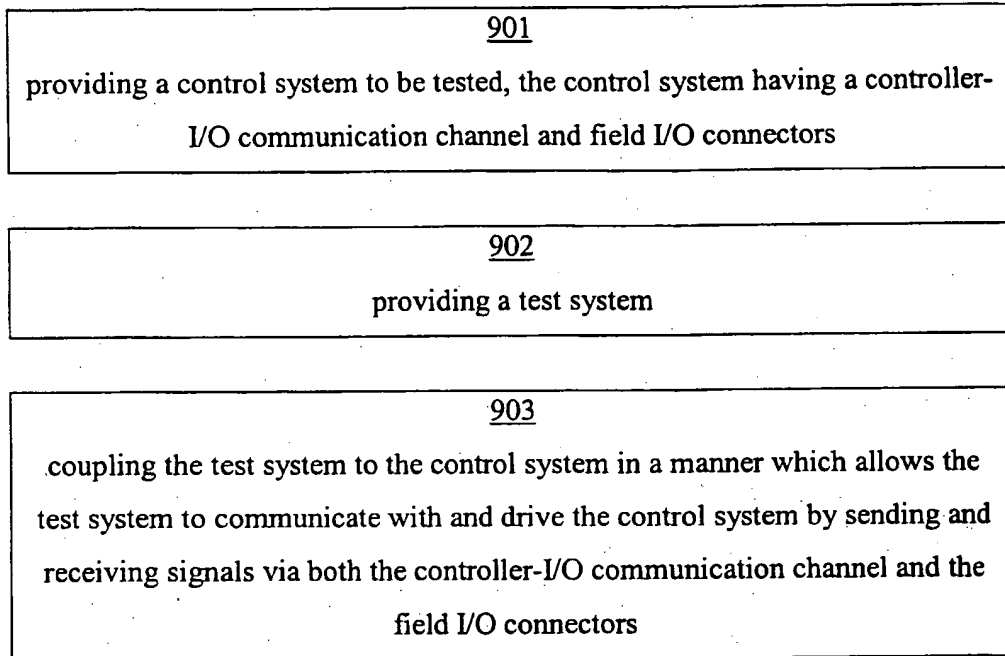 901
providing a control system to be tested, the control system having a controller-
I/O communication channel and field I/O connectors
902
providing a test system
903
coupling the test system to the control system in a manner which allows the
test system to communicate with and drive the control system by sending and
receiving signals via both the controller-I/O communication channel and the
field I/O connectors